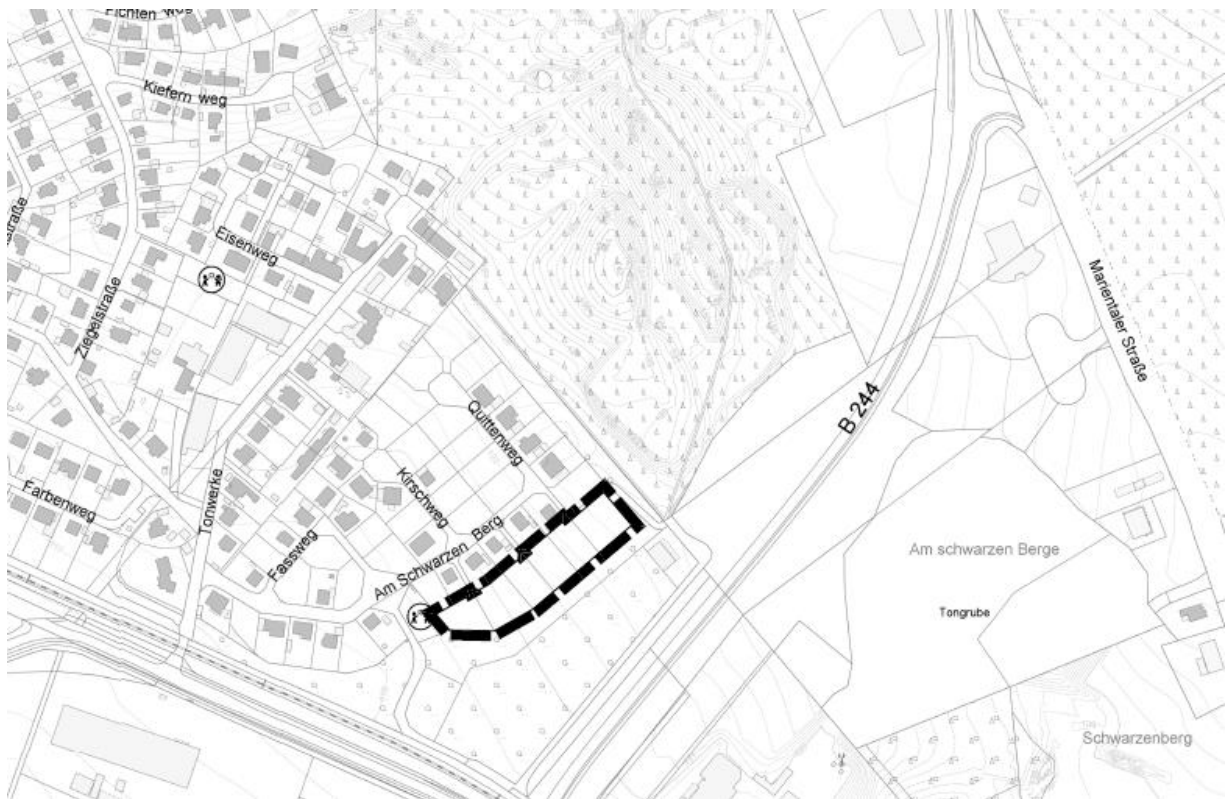 Fichten weg
Kiefern weg
Eisenweg
Ziegelstraße
Marientaler Straße
B 244
Quittenweg
Kirschweg
Farbenweg
Tonwerke
Fassweg
Am Schwarzen Berg
Am schwarzen Berge
Tongrube
Schwarzenberg